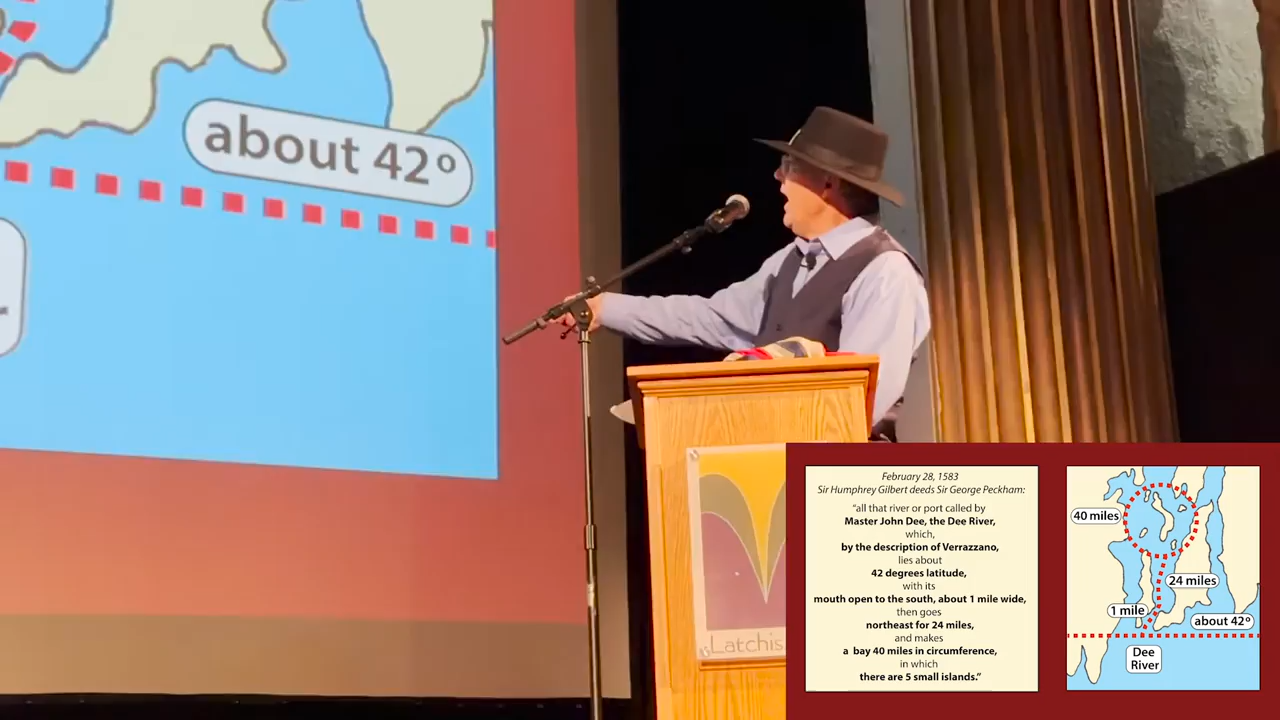 about 42º
February 28, 1583
Sir Humphrey Gilbert deeds Sir George Peckham:
"all that river or port called by
Master John Dee, the Dee River,
which,
by the description of Verrazzano,
lies about
42 degrees latitude,
with its
mouth open to the south, about 1 mile wide,
then goes
northeast for 24 miles,
and makes
a bay 40 miles in circumference,
in which
there are 5 small islands."
40 miles
24 miles
1 mile
about 42º
Dee
River
Latchis